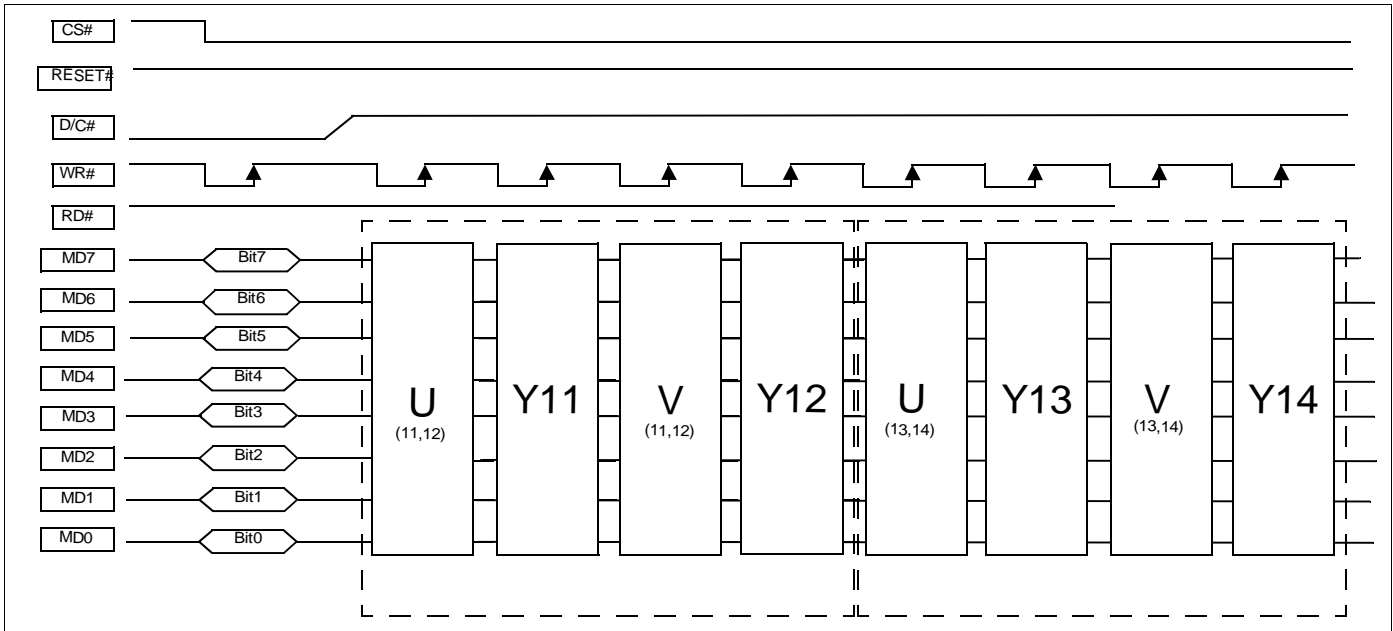 CS#
RESET#
D/C#
WR#
RD#
MD7 Bit7
MD6 Bit6
MD5 Bit5
MD4 Bit4
MD3 Bit3
MD2 Bit2
MD1 Bit1
MD0 Bit0
U Y11 V Y12 U Y13 V Y14
(11,12) (11,12) (13,14) (13,14)